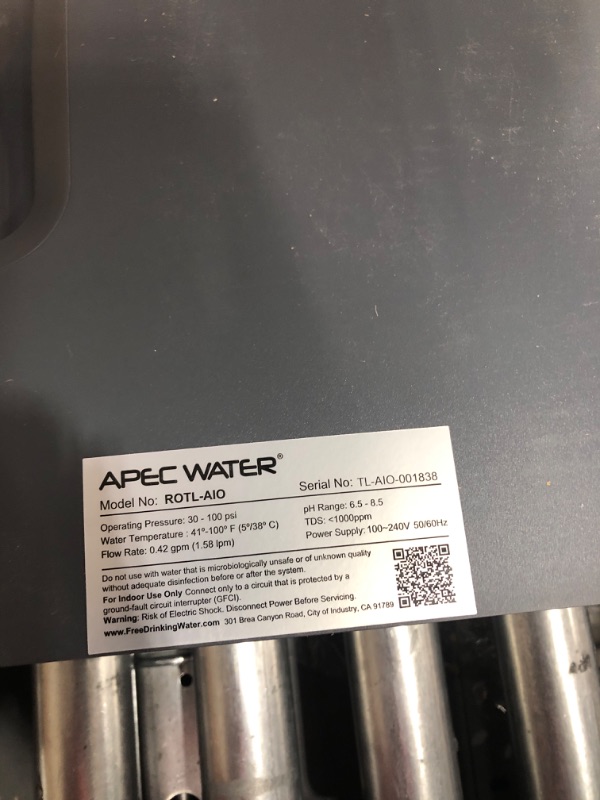 APEC WATER®
Model No: ROTL-AIO
Serial No: TL-AIO-001838
Operating Pressure: 30 - 100 psi
Water Temperature : 41º-100º F (5º/38º C)
Flow Rate: 0.42 gpm (1.58 lpm)
pH Range: 6.5 - 8.5
TDS: <1000ppm
Power Supply: 100~240V 50/60Hz
Do not use with water that is microbiologically unsafe or of unknown quality
without adequate disinfection before or after the system.
For Indoor Use Only Connect only to a circuit that is protected by a
ground-fault circuit interrupter (GFCI).
Warning: Risk of Electric Shock. Disconnect Power Before Servicing.
www.FreeDrinkingWater.com 301 Brea Canyon Road, City of Industry, CA 91789